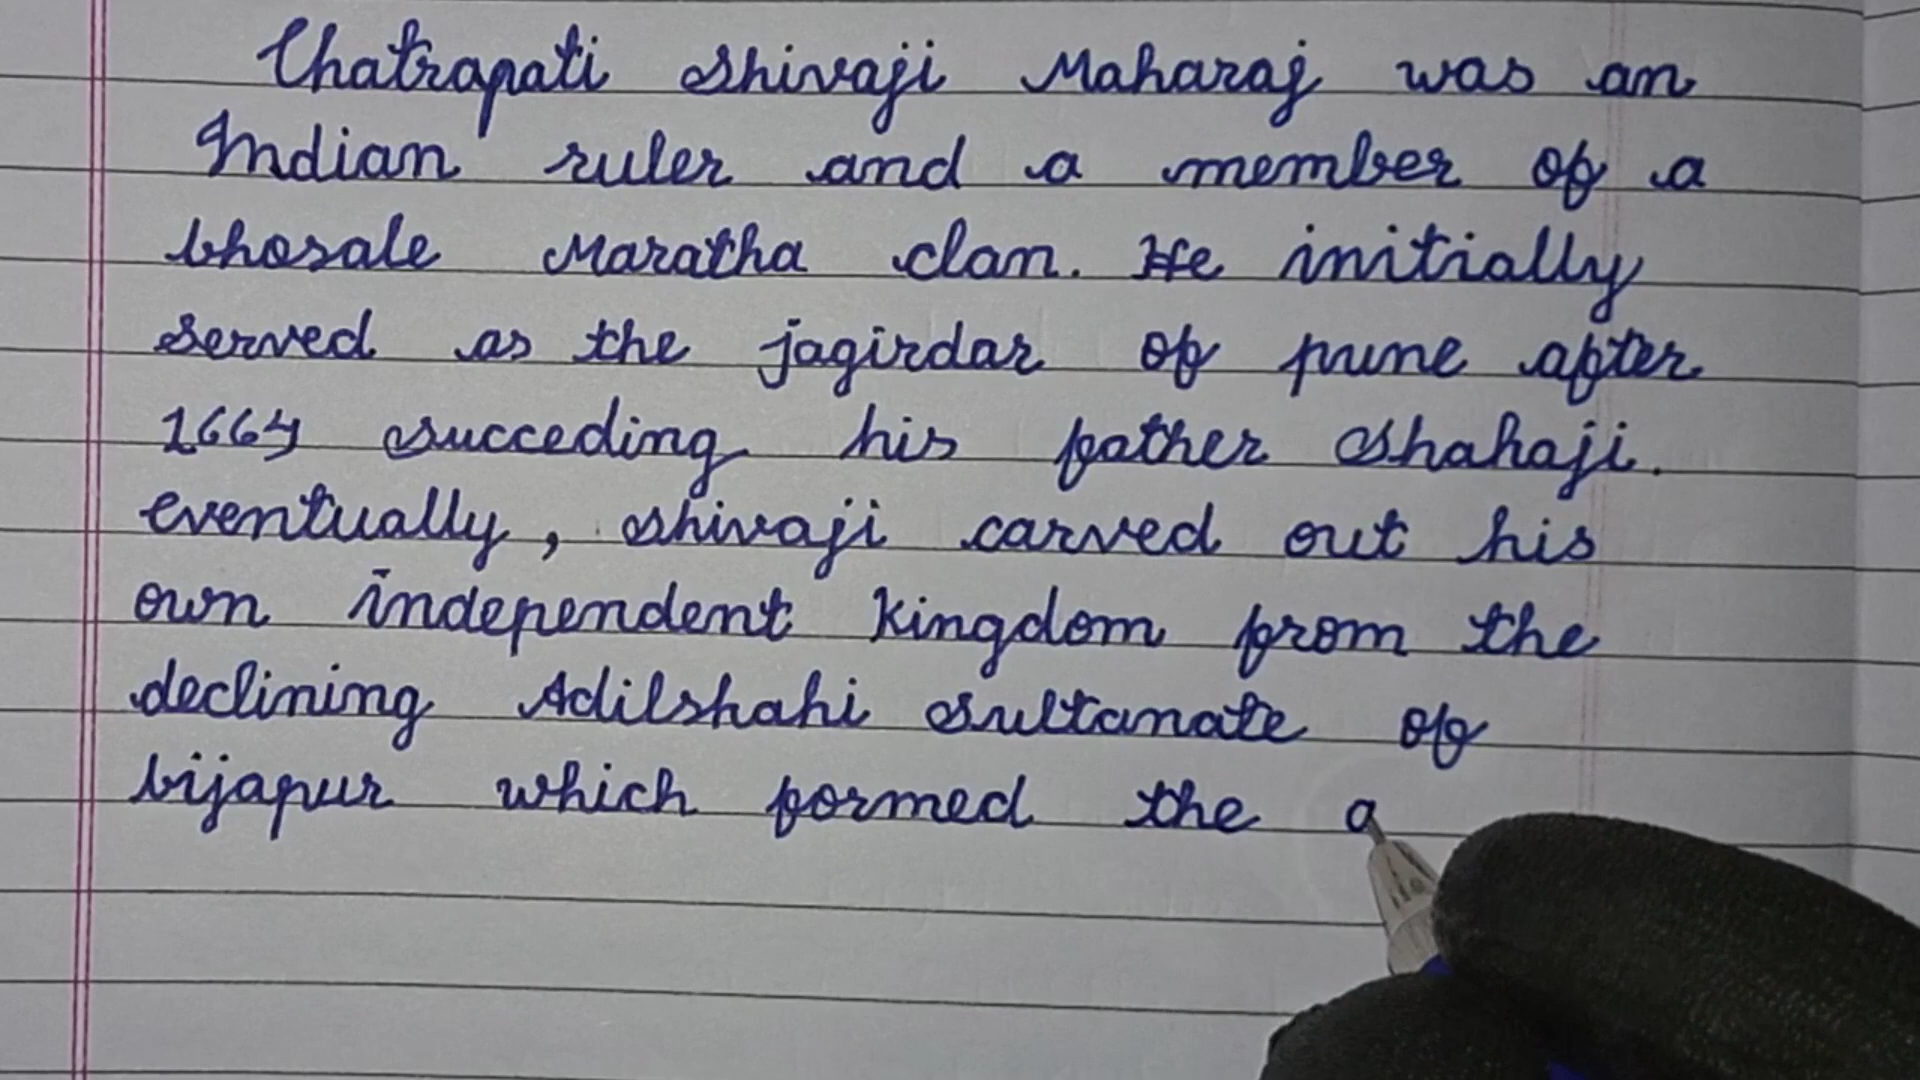 Chatrapati Shivaji Maharaj was an
Indian ruler and a member of a
bhosale Maratha clan. He initially
served as the jagirdar of pune after
1664 succeding his father Shahaji.
eventually, Shivaji carved out his
own independent Kingdom from the
declining Adilshahi Sultanate of
bijapur which formed the a